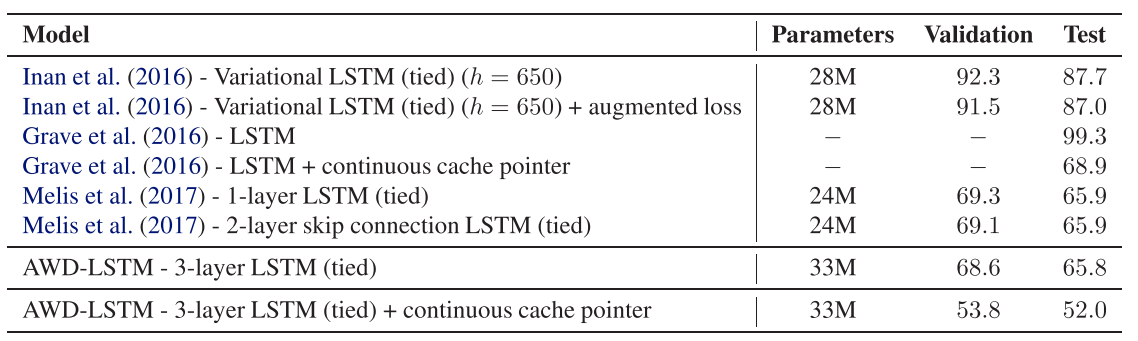 Model Parameters Validation Test
Inan et al. (2016) - Variational LSTM (tied) (h = 650) 28M 92.3 87.7
Inan et al. (2016) - Variational LSTM (tied) (h = 650) + augmented loss 28M 91.5 87.0
Grave et al. (2016) - LSTM − − 99.3
Grave et al. (2016) - LSTM + continuous cache pointer − − 68.9
Melis et al. (2017) - 1-layer LSTM (tied) 24M 69.3 65.9
Melis et al. (2017) - 2-layer skip connection LSTM (tied) 24M 69.1 65.9
AWD-LSTM - 3-layer LSTM (tied) 33M 68.6 65.8
AWD-LSTM - 3-layer LSTM (tied) + continuous cache pointer 33M 53.8 52.0